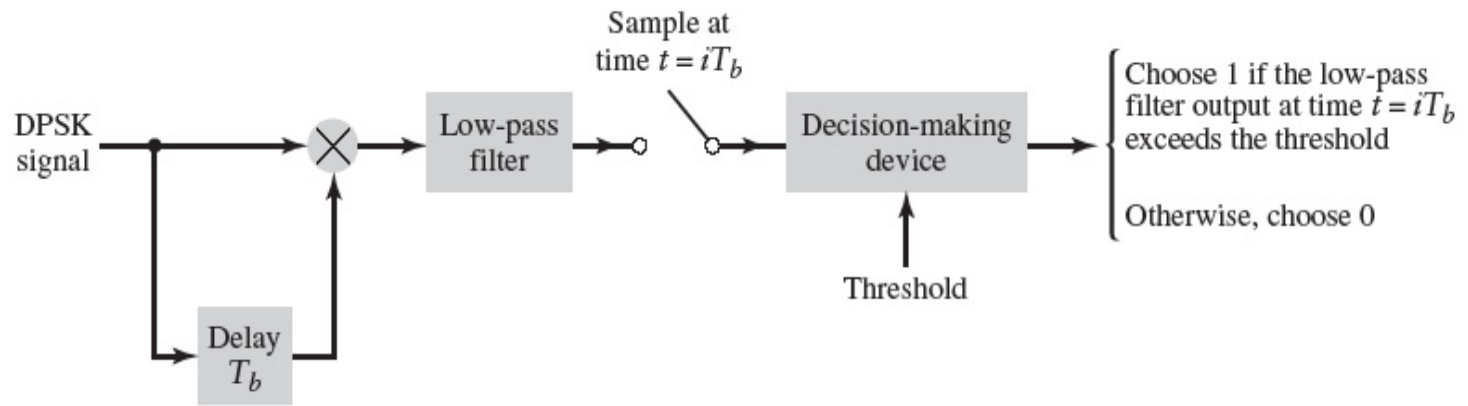 Sample at
time t = iT_b
DPSK
signal
Low-pass
filter
Decision-making
device
Choose 1 if the low-pass
filter output at time t = iT_b
exceeds the threshold
Otherwise, choose 0
Threshold
Delay
T_b